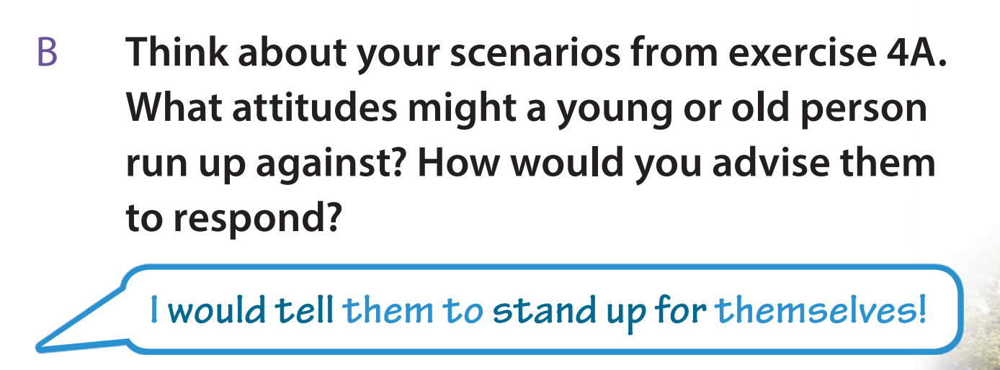 B Think about your scenarios from exercise 4A.
What attitudes might a young or old person
run up against? How would you advise them
to respond?
I would tell them to stand up for themselves!